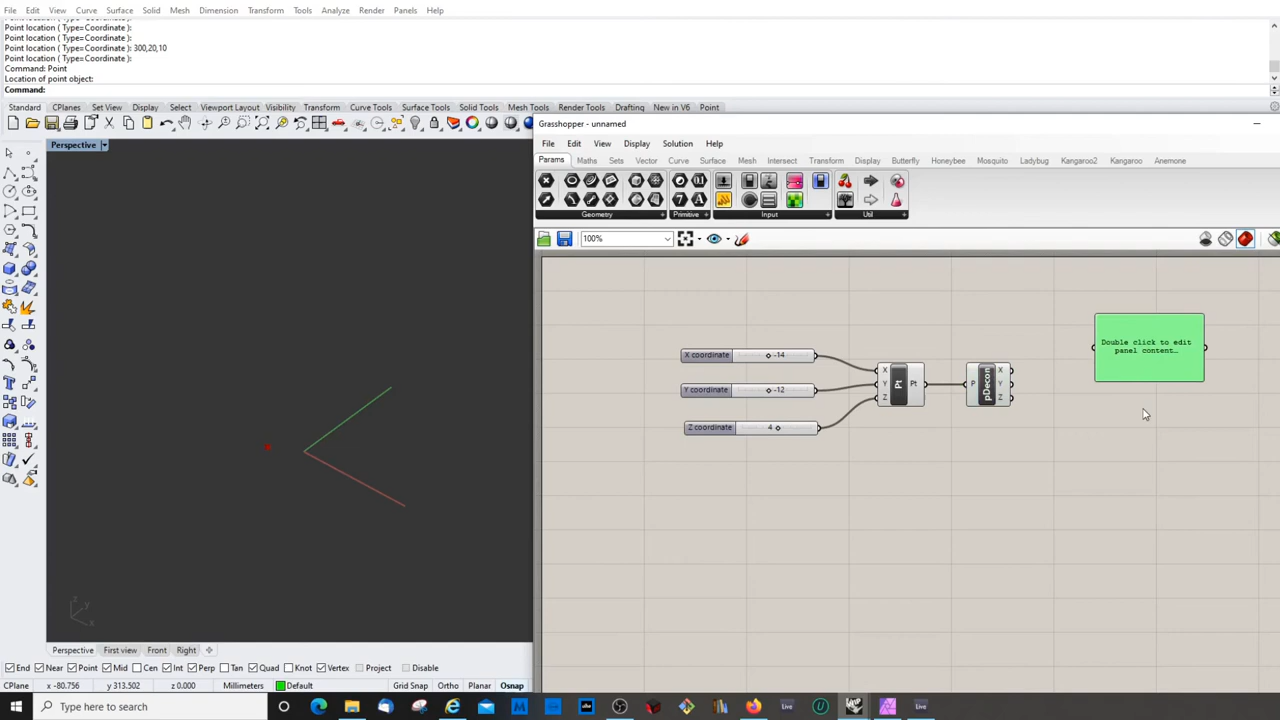 File Edit View Curve Surface Solid Mesh Dimension Transform Tools Analyze Render Panels Help
Point location ( Type=Coordinate ):
Point location ( Type=Coordinate ):
Point location ( Type=Coordinate ): 300,20,10
Point location ( Type=Coordinate ):
Command: Point
Location of point object:
Command:
Standard CPlanes Set View Display Select Viewport Layout Visibility Transform Curve Tools Surface Tools Solid Tools Mesh Tools Render Tools Drafting New in V6 Point
Grasshopper - unnamed
Perspective
File Edit View Display Solution Help
Params Maths Sets Vector Curve Surface Mesh Intersect Transform Display Butterfly Honeybee Mosquito Ladybug Kangaroo2 Kangaroo Anemone
Geometry Primitive Input Util
100%
Double click to edit
panel content…
X coordinate -14
Y coordinate -12
Z coordinate 4
X
Y
Z
Pt
Pt
P
pDecon
X
Y
Z
z
y
x
Perspective First view Front Right
End Near Point Mid Cen Int Perp Tan Quad Knot Vertex Project Disable
CPlane x -80.756 y 313.502 z 0.000 Millimeters Default Grid Snap Ortho Planar Osnap
Type here to search